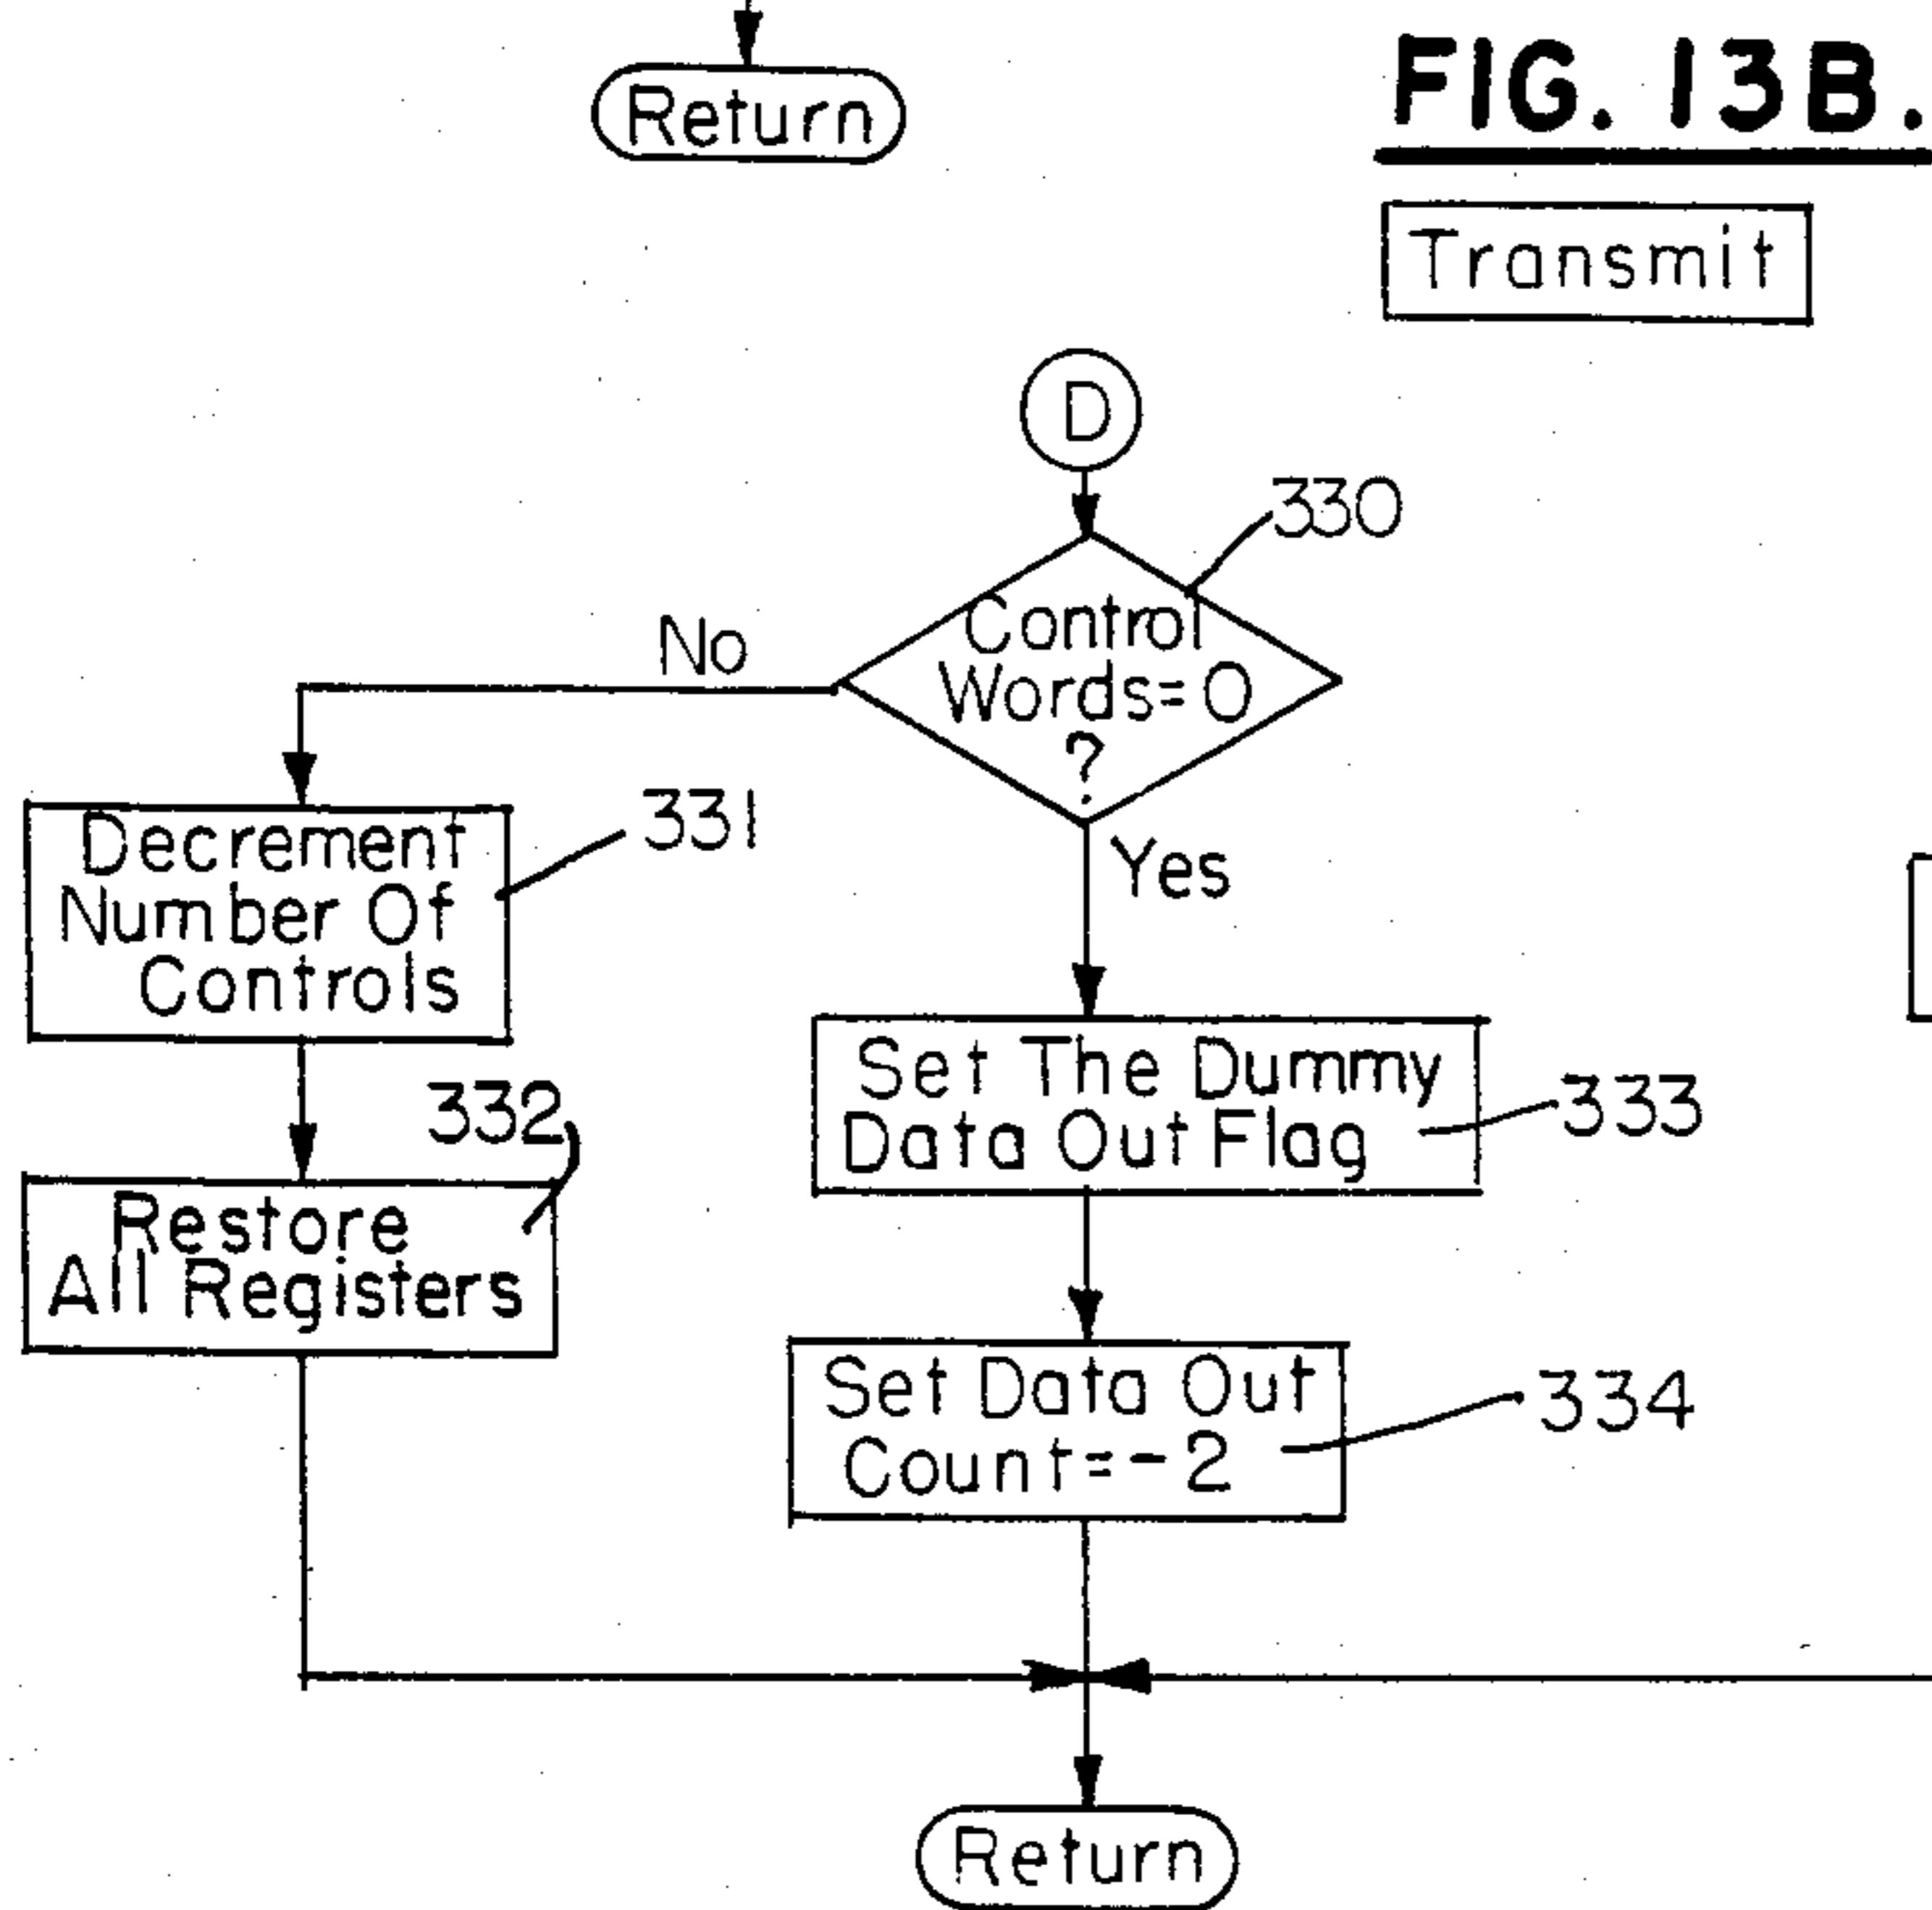 Return
FIG. 13B.
Transmit
D
330
Control
Words=0
?
No
Yes
331
Decrement
Number Of
Controls
332
Restore
All Registers
Set The Dummy
Data Out Flag
333
Set Data Out
Count=-2
334
Return